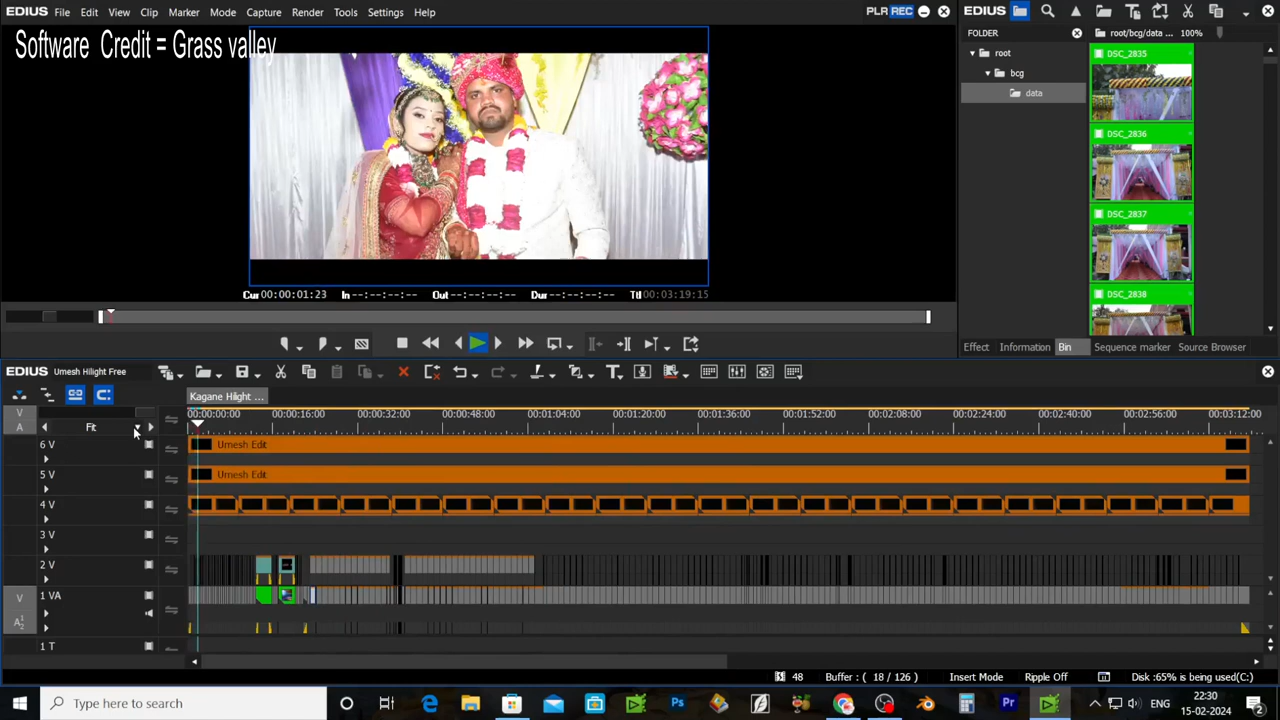 EDIUS File Edit View Clip Marker Mode Capture Render Tools Settings Help
PLR REC
Software Credit = Grass valley
Cur 00:00:01:23 In --:--:--:-- Out --:--:--:-- Dur --:--:--:-- Ttl 00:03:19:15
EDIUS
FOLDER
root/bcg/data ... 100%
root
bcg
data
DSC_2835
DSC_2836
DSC_2837
DSC_2838
Effect Information Bin Sequence marker Source Browser
EDIUS Umesh Hilight Free
Kagane Hilight ...
V
A
Fit
00:00:00:00 00:00:16:00 00:00:32:00 00:00:48:00 00:01:04:00 00:01:20:00 00:01:36:00 00:01:52:00 00:02:08:00 00:02:24:00 00:02:40:00 00:02:56:00 00:03:12:00
6 V Umesh Edit
5 V Umesh Edit
4 V
3 V
2 V
V 1 VA
A1 2
1 T
48 Buffer : ( 18 / 126 ) Insert Mode Ripple Off Disk :65% is being used(C:)
Type here to search
Ps
Pr
ENG
22:30
15-02-2024
2